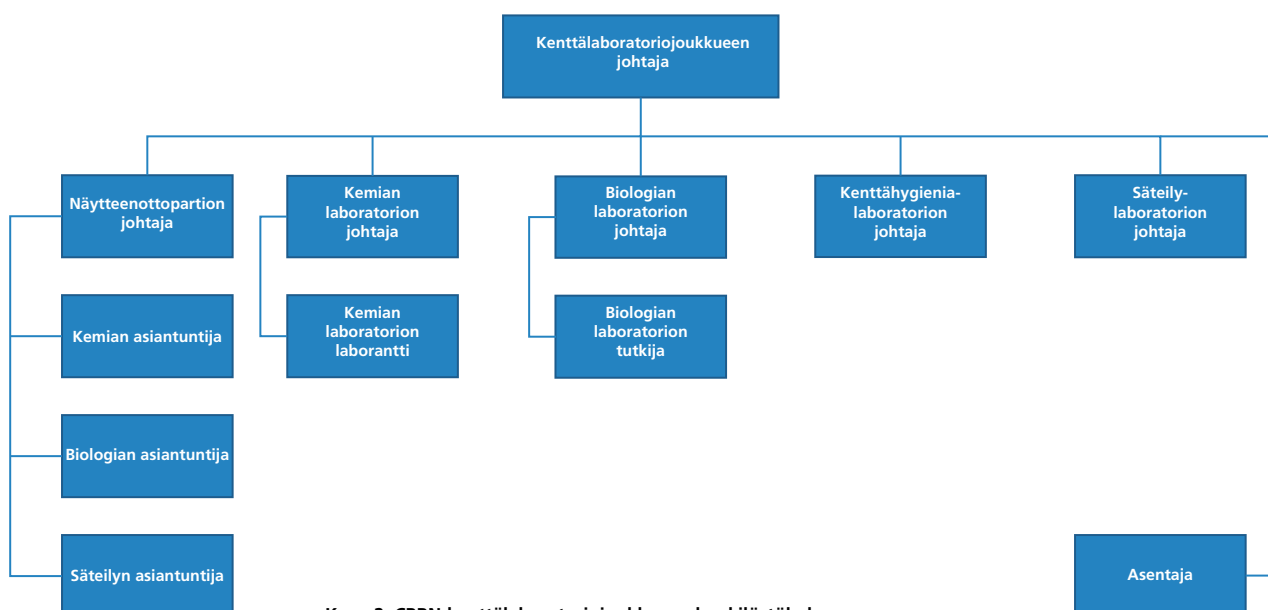 Kenttälaboratoriojoukkueen
johtaja
Näytteenottopartion
johtaja
Kemian
laboratorion
johtaja
Biologian
laboratorion
johtaja
Kenttähygienia-
laboratorion
johtaja
Säteily-
laboratorion
johtaja
Kemian asiantuntija
Kemian
laboratorion
laborantti
Biologian
laboratorion
tutkija
Biologian asiantuntija
Säteilyn asiantuntija
Asentaja